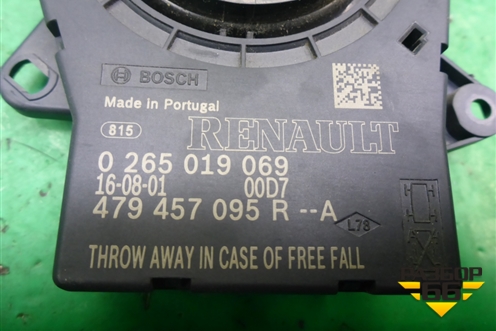 BOSCH
Made in Portugal
815
RENAULT
0 265 019 069
16-08-01 00D7
479 457 095 R --A
L78
THROW AWAY IN CASE OF FREE FALL
66